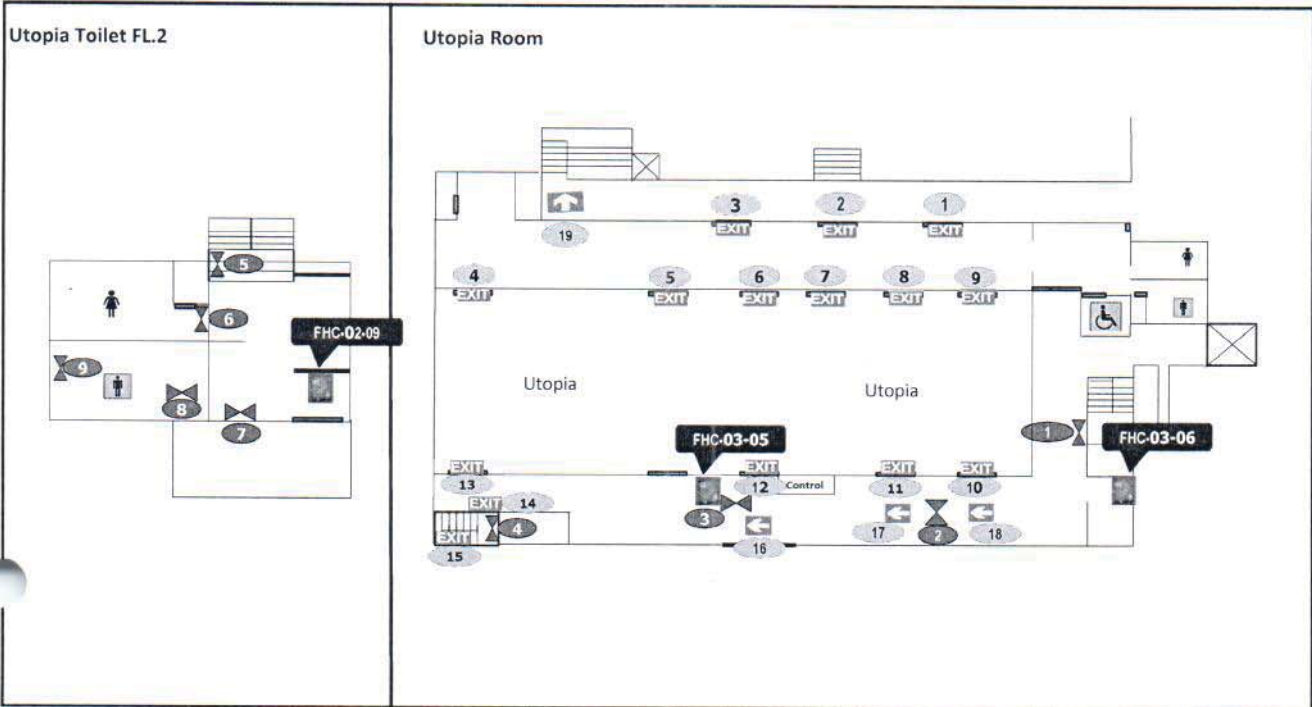 Utopia Toilet FL.2
5
6
FHC-02-09
9
8
7
Utopia Room
3 2 1
EXIT EXIT EXIT
19
4 5 6 7 8 9
EXIT EXIT EXIT EXIT EXIT EXIT
Utopia Utopia
1
FHC-03-05 FHC-03-06
EXIT EXIT EXIT EXIT
13 12 Control 11 10
EXIT 14
3
4
17 2 18
EXIT 16
15